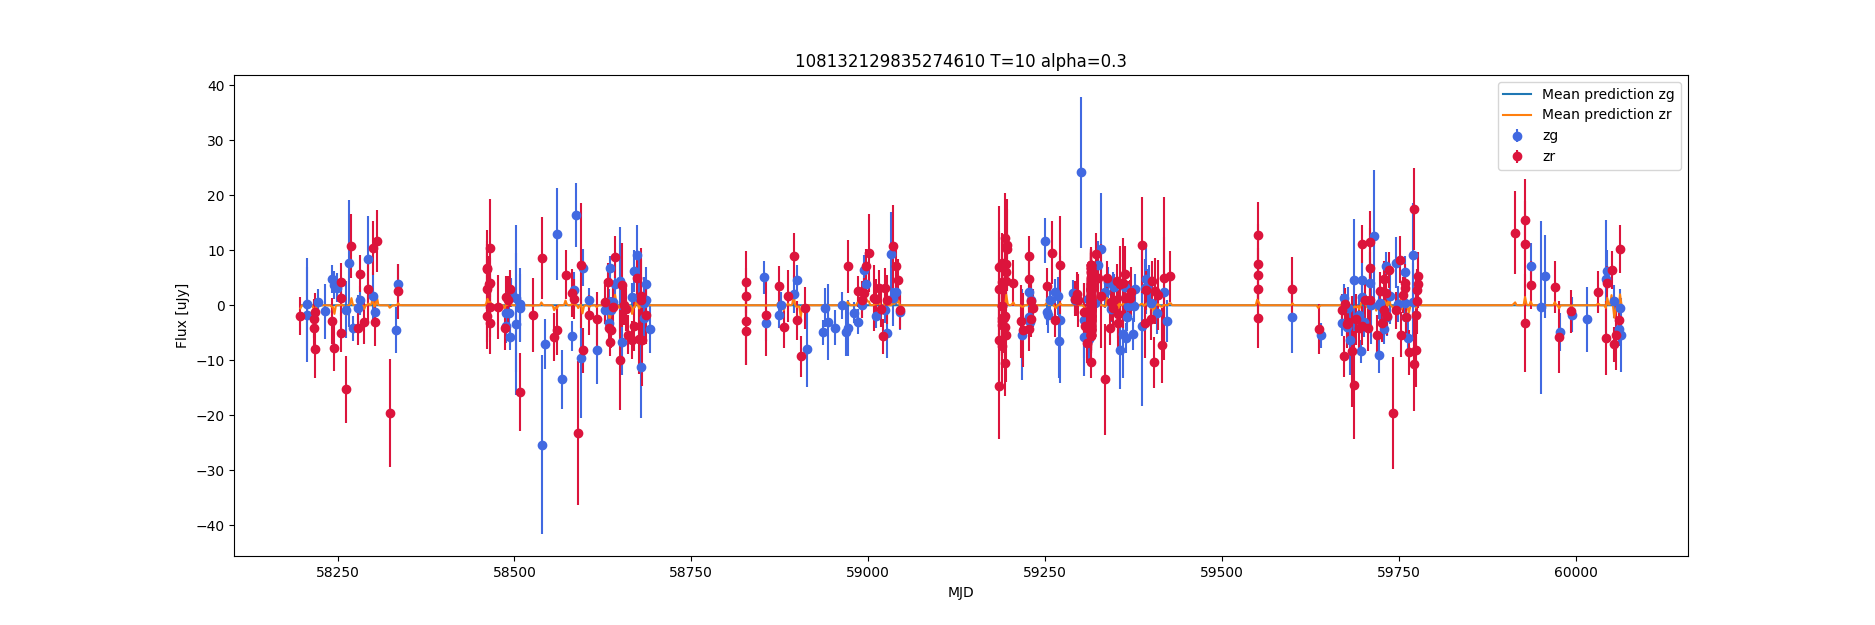 108132129835274610 T=10 alpha=0.3
Mean prediction zg
Mean prediction zr
zg
zr
Flux [uJy]
40
30
20
10
0
−10
−20
−30
−40
58250 58500 58750 59000 59250 59500 59750 60000
MJD